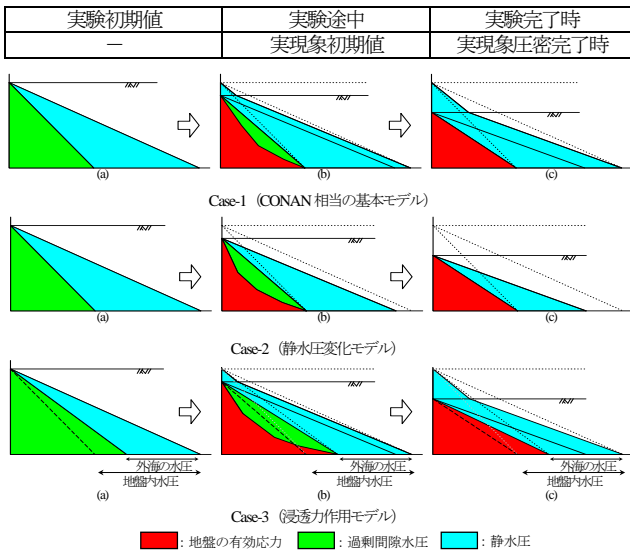 実験初期値 実験途中 実験完了時
－ 実現象初期値 実現象圧密完了時
(a) (b) (c)
Case-1（CONAN 相当の基本モデル）
(a) (b) (c)
Case-2（静水圧変化モデル）
外海の水圧 外海の水圧 外海の水圧
地盤内水圧 地盤内水圧 地盤内水圧
(a) (b) (c)
Case-3（浸透力作用モデル）
：地盤の有効応力 ：過剰間隙水圧 ：静水圧